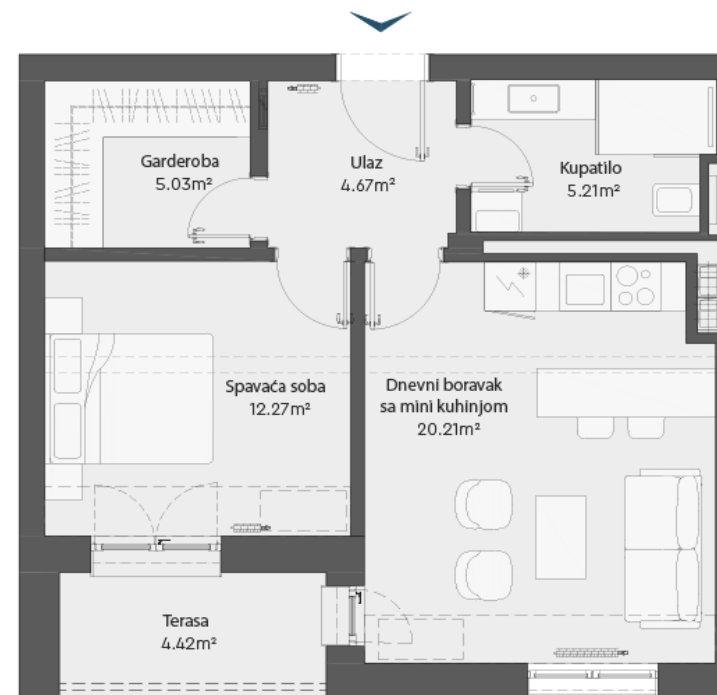 Garderoba
5.03m²
Ulaz
4.67m²
Kupatilo
5.21m²
Spavaća soba
12.27m²
Dnevni boravak
sa mini kuhinjom
20.21m²
Terasa
4.42m²